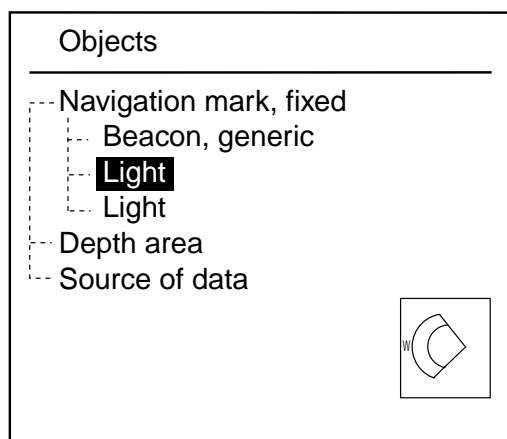 Objects
Navigation mark, fixed
Beacon, generic
Light
Light
Depth area
Source of data
W